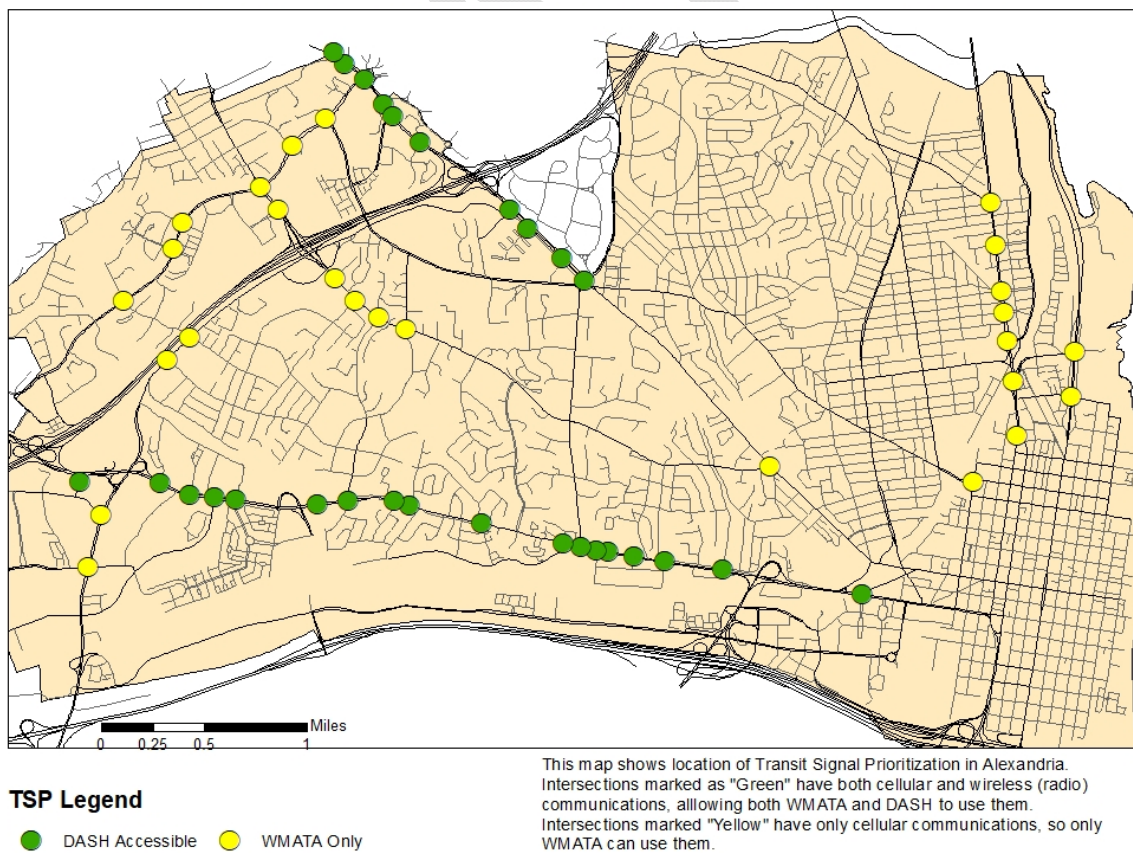 Miles
0 0.25 0.5 1
This map shows location of Transit Signal Prioritization in Alexandria.
Intersections marked as "Green" have both cellular and wireless (radio)
communications, alllowing both WMATA and DASH to use them.
Intersections marked "Yellow" have only cellular communications, so only
WMATA can use them.
TSP Legend
DASH Accessible WMATA Only